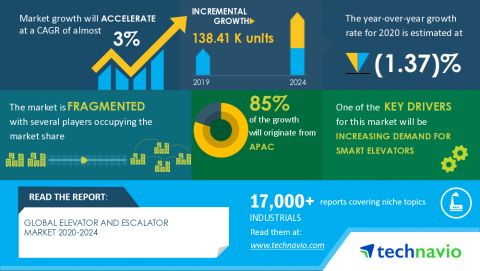 Market growth will ACCELERATE
at a CAGR of almost
3%
INCREMENTAL
GROWTH
138.41 K units
2019
2024
The year-over-year growth
rate for 2020 is estimated at
(1.37)%
The market is FRAGMENTED
with several players occupying the
market share
85%
of the growth
will originate from
APAC
One of the KEY DRIVERS
for this market will be
INCREASING DEMAND FOR
SMART ELEVATORS
READ THE REPORT:
GLOBAL ELEVATOR AND ESCALATOR
MARKET 2020-2024
17,000+ reports covering niche topics
INDUSTRIALS
Read them at:
www.technavio.com
technavio